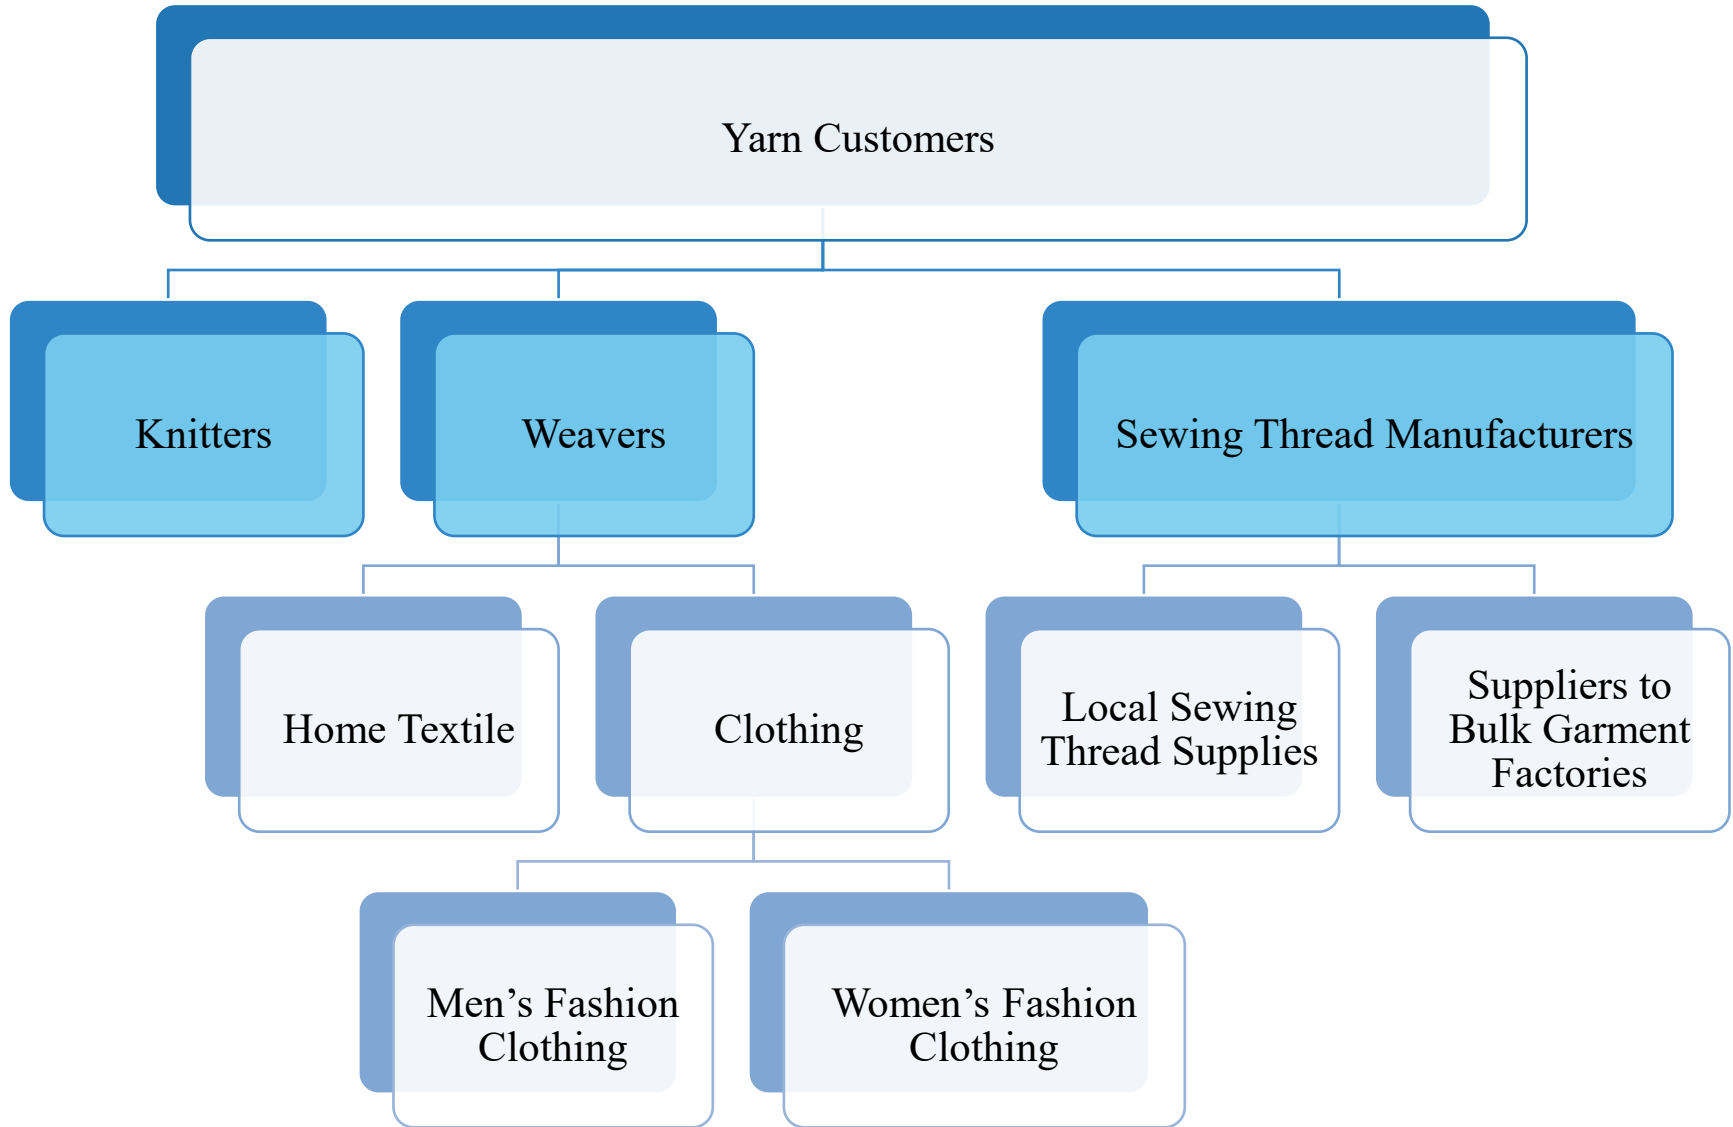 Yarn Customers
Knitters
Weavers
Sewing Thread Manufacturers
Home Textile
Clothing
Local Sewing
Thread Supplies
Suppliers to
Bulk Garment
Factories
Men’s Fashion
Clothing
Women’s Fashion
Clothing